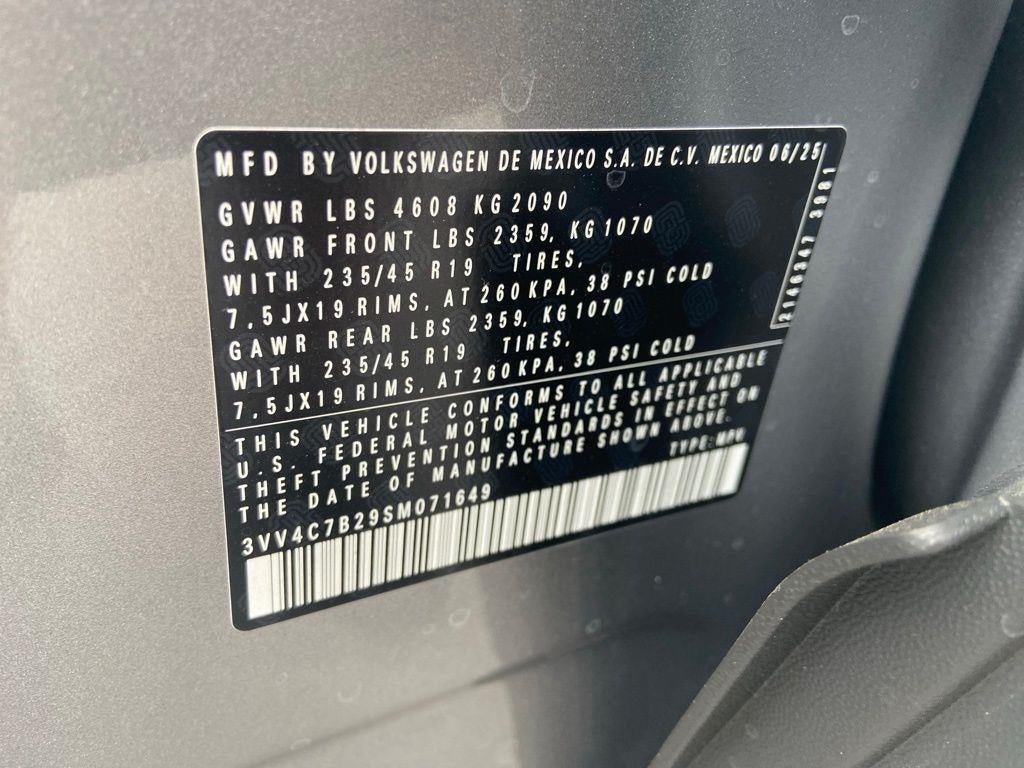 MFD BY VOLKSWAGEN DE MEXICO S.A. DE C.V. MEXICO 06/25
GVWR LBS 4608 KG 2090
GAWR FRONT LBS 2359, KG 1070
WITH 235/45 R19 TIRES,
7,5JX19 RIMS, AT 260 KPA, 38 PSI COLD
GAWR REAR LBS 2359, KG 1070
WITH 235/45 R19 TIRES,
7,5JX19 RIMS, AT 260 KPA, 38 PSI COLD
2146347 3981
THIS VEHICLE CONFORMS TO ALL APPLICABLE
U.S. FEDERAL MOTOR VEHICLE SAFETY AND
THEFT PREVENTION STANDARDS IN EFFECT ON
THE DATE OF MANUFACTURE SHOWN ABOVE.
3VV4C7B29SM071649 TYPE:MPV